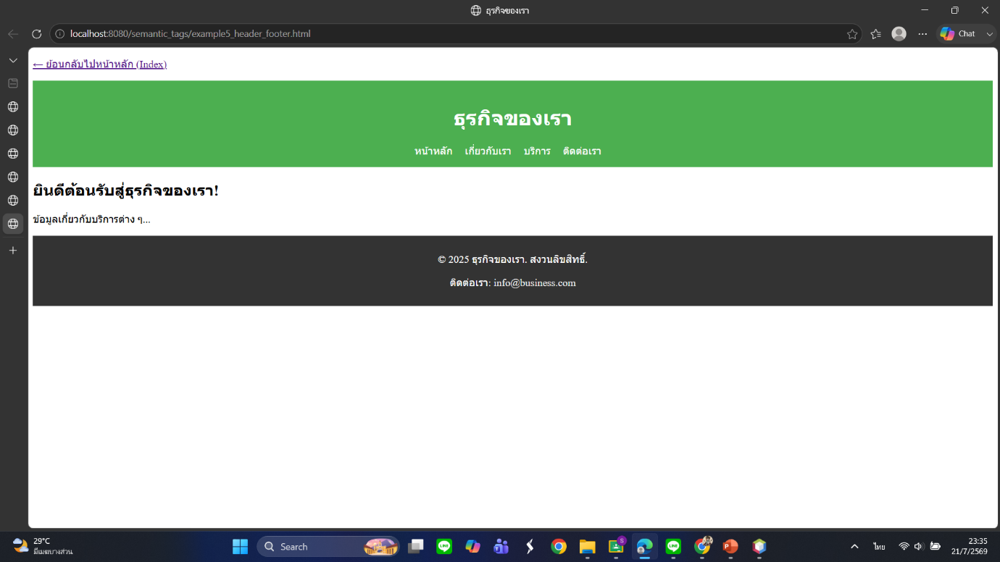 ธุรกิจของเรา
localhost:8080/semantic_tags/example5_header_footer.html
Chat
← ย้อนกลับไปหน้าหลัก (Index)
ธุรกิจของเรา
หน้าหลัก เกี่ยวกับเรา บริการ ติดต่อเรา
ยินดีต้อนรับสู่ธุรกิจของเรา!
ข้อมูลเกี่ยวกับบริการต่าง ๆ...
© 2025 ธุรกิจของเรา. สงวนลิขสิทธิ์.
ติดต่อเรา: info@business.com
29°C
มีเมฆบางส่วน
Search
ไทย
23:35
21/7/2569